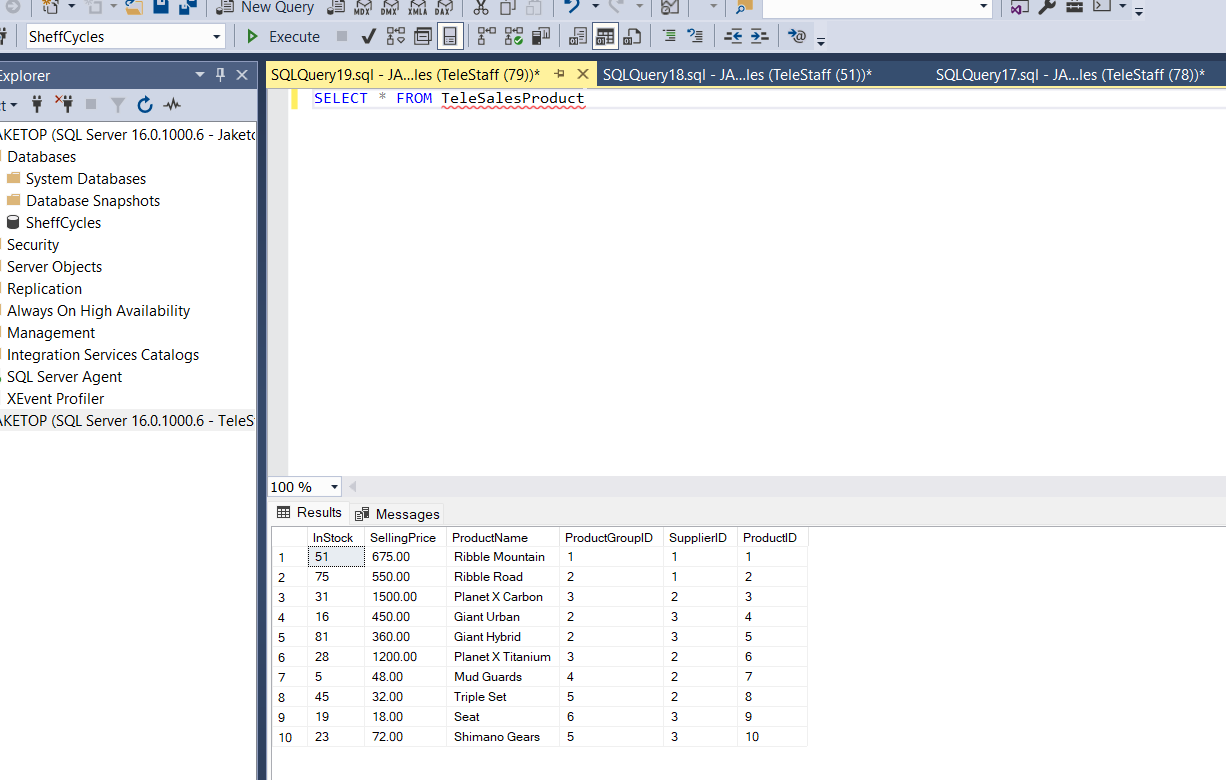 New Query MDX DMX XMLA DAX
SheffCycles Execute
Explorer
SQLQuery19.sql - JA...les (TeleStaff (79))* SQLQuery18.sql - JA...les (TeleStaff (51))* SQLQuery17.sql - JA...les (TeleStaff (78))*
SELECT * FROM TeleSalesProduct
ct
AKETOP (SQL Server 16.0.1000.6 - Jaketo
Databases
System Databases
Database Snapshots
SheffCycles
Security
Server Objects
Replication
Always On High Availability
Management
Integration Services Catalogs
SQL Server Agent
XEvent Profiler
AKETOP (SQL Server 16.0.1000.6 - TeleSt
100 %
Results Messages
InStock SellingPrice ProductName ProductGroupID SupplierID ProductID
1 51 675.00 Ribble Mountain 1 1 1
2 75 550.00 Ribble Road 2 1 2
3 31 1500.00 Planet X Carbon 3 2 3
4 16 450.00 Giant Urban 2 3 4
5 81 360.00 Giant Hybrid 2 3 5
6 28 1200.00 Planet X Titanium 3 2 6
7 5 48.00 Mud Guards 4 2 7
8 45 32.00 Triple Set 5 2 8
9 19 18.00 Seat 6 3 9
10 23 72.00 Shimano Gears 5 3 10